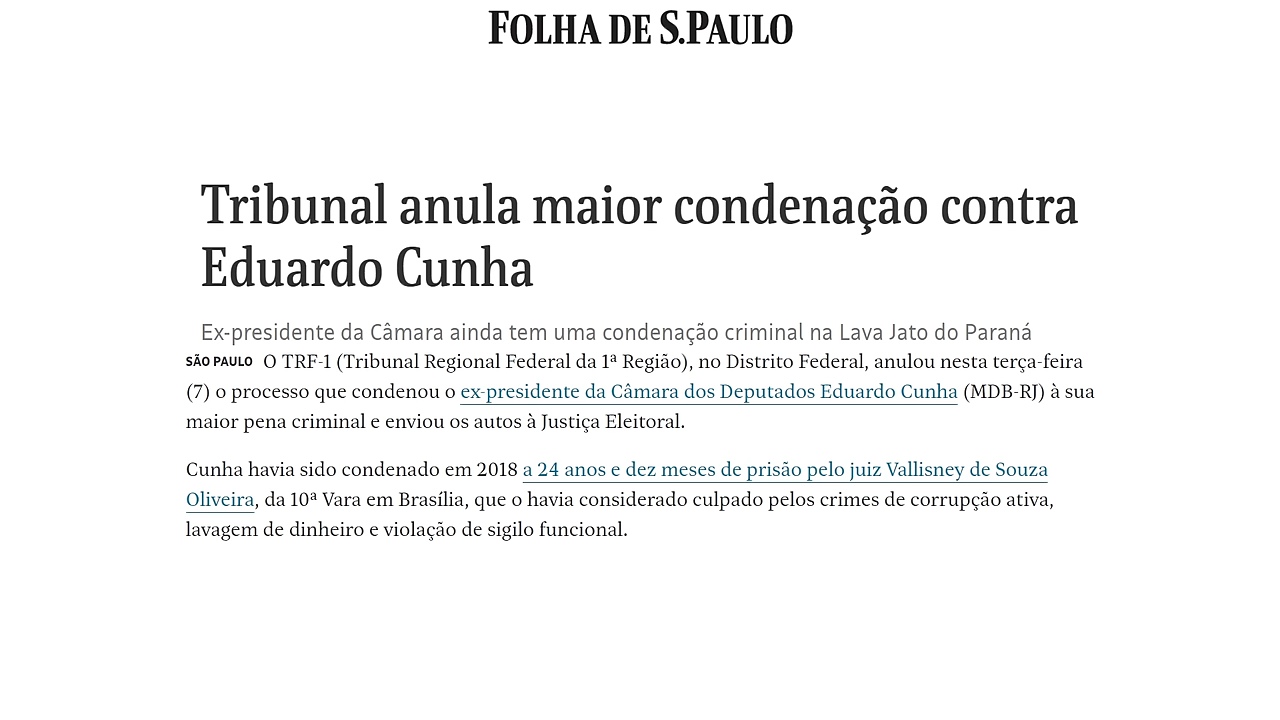 FOLHA DE S.PAULO
Tribunal anula maior condenação contra
Eduardo Cunha
Ex-presidente da Câmara ainda tem uma condenação criminal na Lava Jato do Paraná
SÃO PAULO O TRF-1 (Tribunal Regional Federal da 1ª Região), no Distrito Federal, anulou nesta terça-feira
(7) o processo que condenou o ex-presidente da Câmara dos Deputados Eduardo Cunha (MDB-RJ) à sua
maior pena criminal e enviou os autos à Justiça Eleitoral.
Cunha havia sido condenado em 2018 a 24 anos e dez meses de prisão pelo juiz Vallisney de Souza
Oliveira, da 10ª Vara em Brasília, que o havia considerado culpado pelos crimes de corrupção ativa,
lavagem de dinheiro e violação de sigilo funcional.